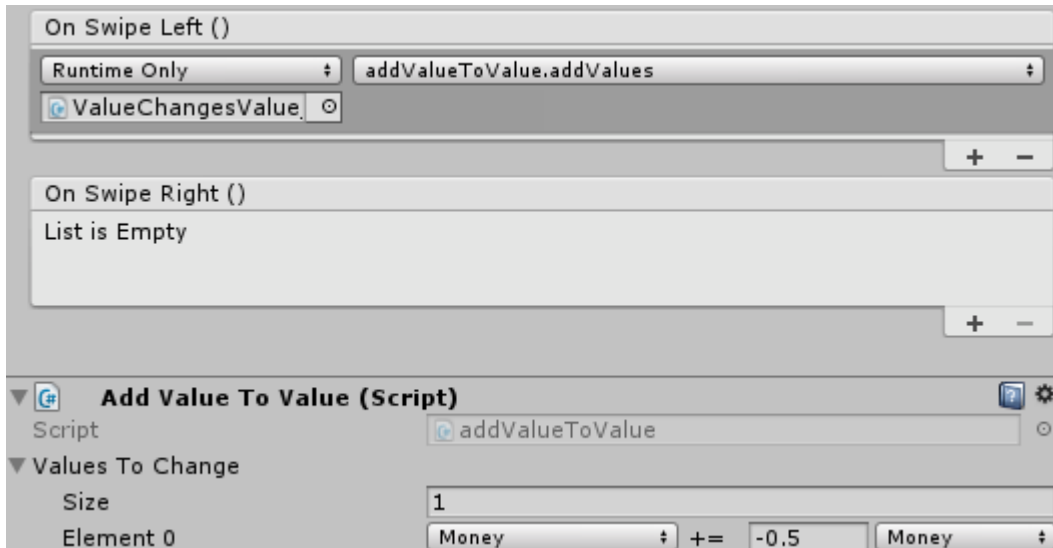 On Swipe Left ()
Runtime Only addValueToValue.addValues
ValueChangesValue_
+ −
On Swipe Right ()
List is Empty
+ −
Add Value To Value (Script)
Script addValueToValue
Values To Change
Size 1
Element 0 Money += -0.5 Money